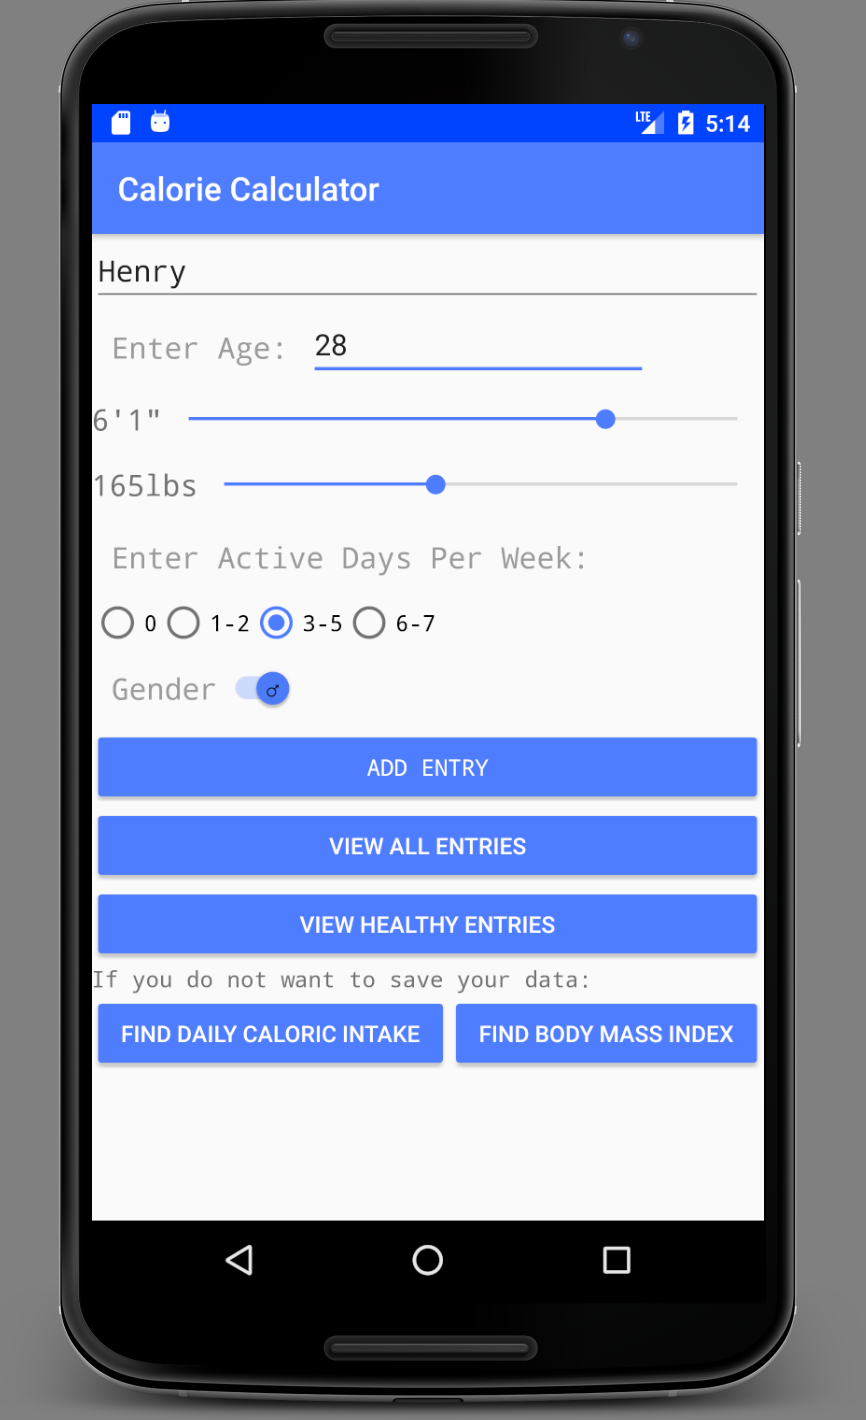 LTE 5:14
Calorie Calculator
Henry
Enter Age: 28
6'1"
165lbs
Enter Active Days Per Week:
0 1-2 3-5 6-7
Gender ♂
ADD ENTRY
VIEW ALL ENTRIES
VIEW HEALTHY ENTRIES
If you do not want to save your data:
FIND DAILY CALORIC INTAKE FIND BODY MASS INDEX